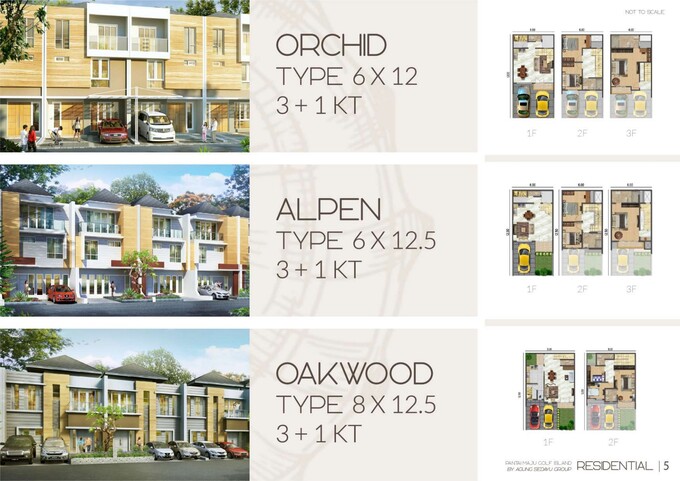 NOT TO SCALE
ORCHID
TYPE 6 X 12
3 + 1 KT
1F
2F
3F
ALPEN
TYPE 6 X 12.5
3 + 1 KT
1F
2F
3F
OAKWOOD
TYPE 8 X 12.5
3 + 1 KT
1F
2F
PANTAI MAJU GOLF ISLAND
BY AGUNG SEDAYU GROUP
RESIDENTIAL | 5